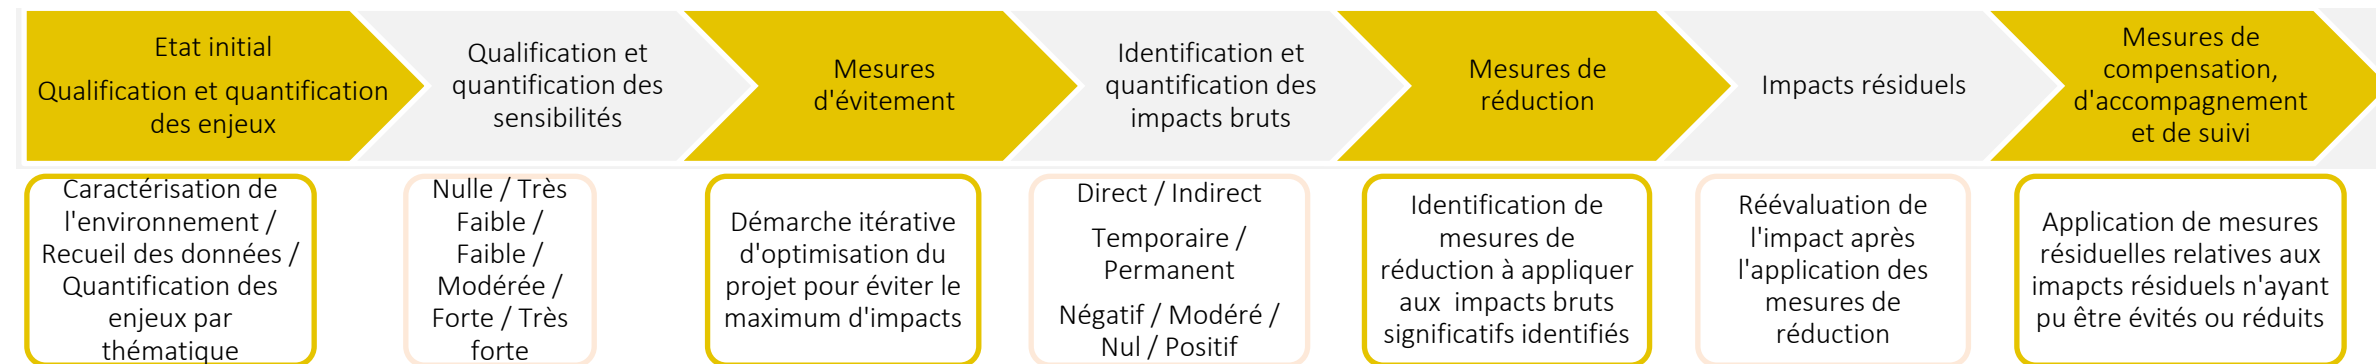 Etat initial
Qualification et quantification
des enjeux
Qualification et
quantification des
sensibilités
Mesures
d'évitement
Identification et
quantification des
impacts bruts
Mesures de
réduction
Impacts résiduels
Mesures de
compensation,
d'accompagnement
et de suivi
Caractérisation de
l'environnement /
Recueil des données /
Quantification des
enjeux par
thématique
Nulle / Très
Faible /
Faible /
Modérée /
Forte / Très
forte
Démarche itérative
d'optimisation du
projet pour éviter le
maximum d'impacts
Direct / Indirect
Temporaire /
Permanent
Négatif / Modéré /
Nul / Positif
Identification de
mesures de
réduction à appliquer
aux  impacts bruts
significatifs identifiés
Réévaluation de
l'impact après
l'application des
mesures de
réduction
Application de mesures
résiduelles relatives aux
imapcts résiduels n'ayant
pu être évités ou réduits